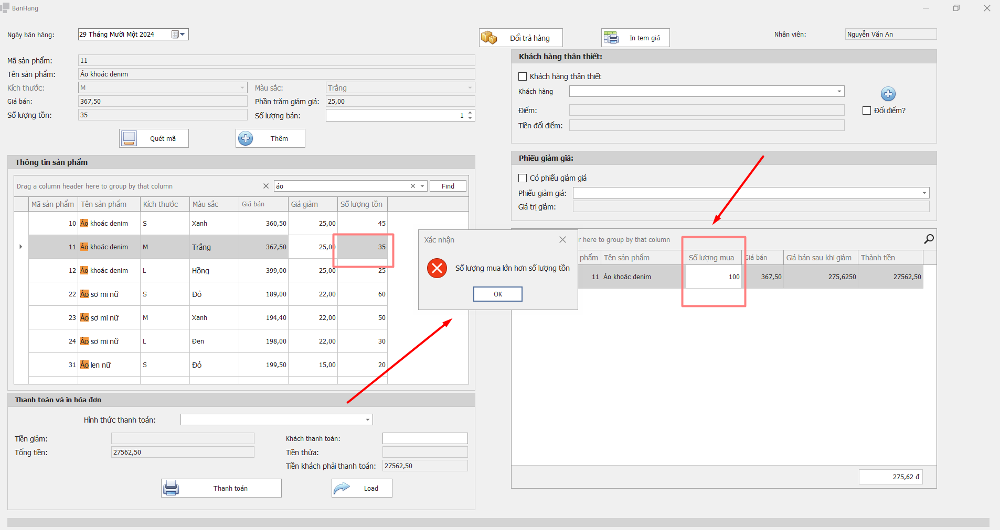 BanHang
Ngày bán hàng: 29 Tháng Mười Một 2024
Đổi trả hàng
In tem giá
Nhân viên: Nguyễn Văn An
Mã sản phẩm: 11
Tên sản phẩm: Áo khoác denim
Kích thước: M Màu sắc: Trắng
Giá bán: 367,50 Phần trăm giảm giá: 25,00
Số lượng tồn: 35 Số lượng bán: 1
Quét mã
Thêm
Khách hàng thân thiết:
Khách hàng thân thiết
Khách hàng
Điểm: Đổi điểm?
Tiền đổi điểm:
Phiếu giảm giá:
Có phiếu giảm giá
Phiếu giảm giá:
Giá trị giảm:
Thông tin sản phẩm
Drag a column header here to group by that column áo Find
Mã sản phẩm Tên sản phẩm Kích thước Màu sắc Giá bán Giá giảm Số lượng tồn
10 Áo khoác denim S Xanh 360,50 25,00 45
11 Áo khoác denim M Trắng 367,50 25,00 35
12 Áo khoác denim L Hồng 399,00 25,00 25
22 Áo sơ mi nữ S Đỏ 189,00 22,00 60
23 Áo sơ mi nữ M Xanh 194,40 22,00 50
24 Áo sơ mi nữ L Đen 198,00 22,00 30
31 Áo len nữ S Đỏ 199,50 15,00 20
Xác nhận
Số lượng mua lớn hơn số lượng tồn
OK
r here to group by that column
phẩm Tên sản phẩm Số lượng mua Giá bán Giá bán sau khi giảm Thành tiền
11 Áo khoác denim 100 367,50 275,6250 27562,50
275,62 ₫
Thanh toán và in hóa đơn
Hình thức thanh toán:
Tiền giảm: Khách thanh toán:
Tổng tiền: 27562,50 Tiền thừa:
Tiền khách phải thanh toán: 27562,50
Thanh toán
Load